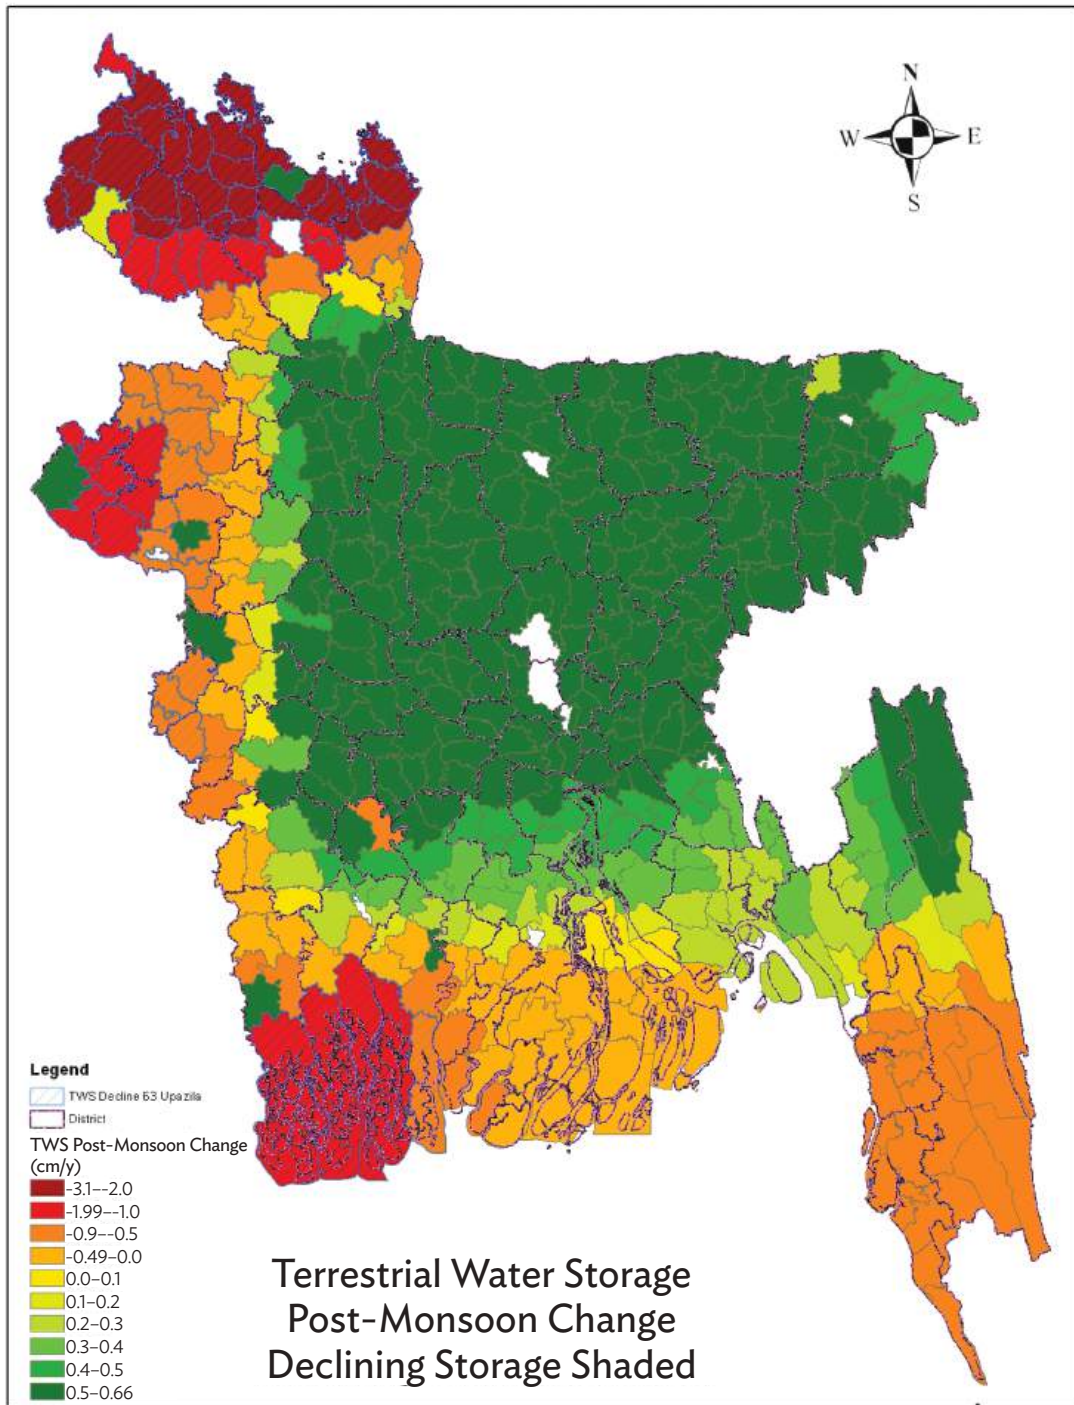 N
W E
S
Legend
TWS Decline 63 Upazila
District
TWS Post-Monsoon Change
(cm/y)
-3.1--2.0
-1.99--1.0
-0.9--0.5
-0.49–0.0
0.0–0.1
0.1–0.2
0.2–0.3
0.3–0.4
0.4–0.5
0.5–0.66
Terrestrial Water Storage
Post-Monsoon Change
Declining Storage Shaded